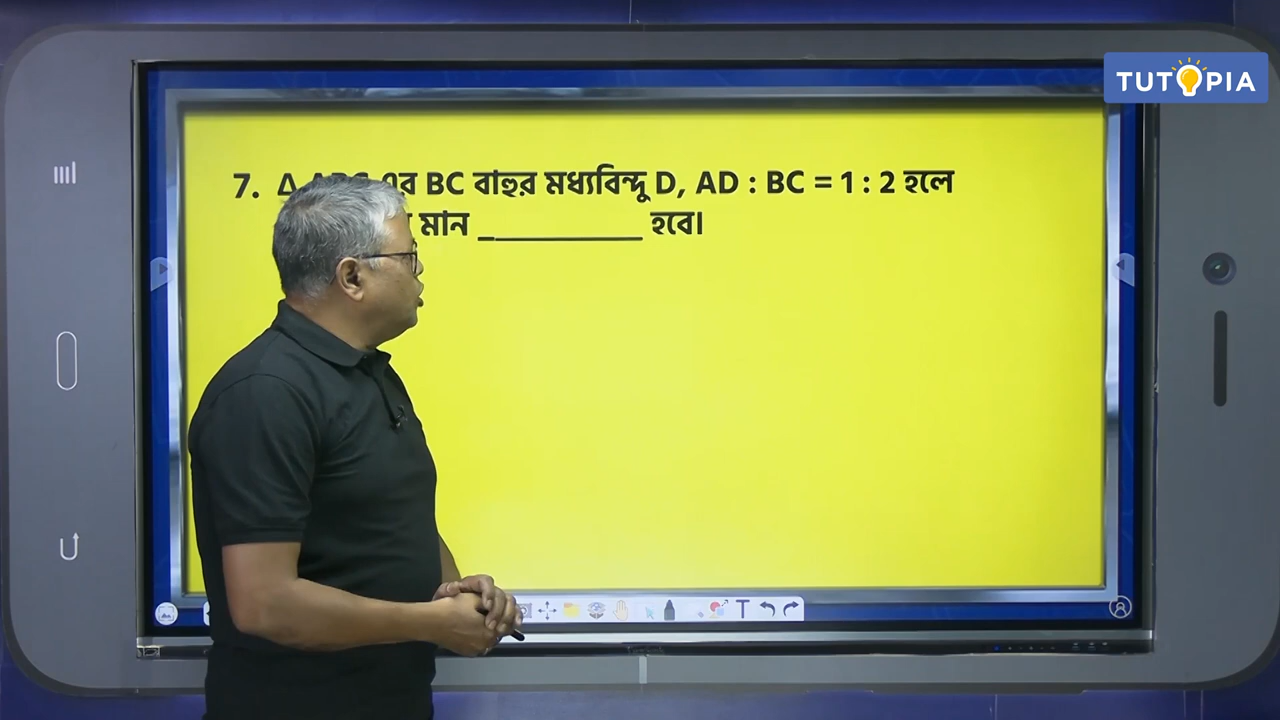 TUTOPIA
7. Δ এর BC বাহুর মধ্যবিন্দু D, AD : BC = 1 : 2 হলে
মান __________ হবে।
T